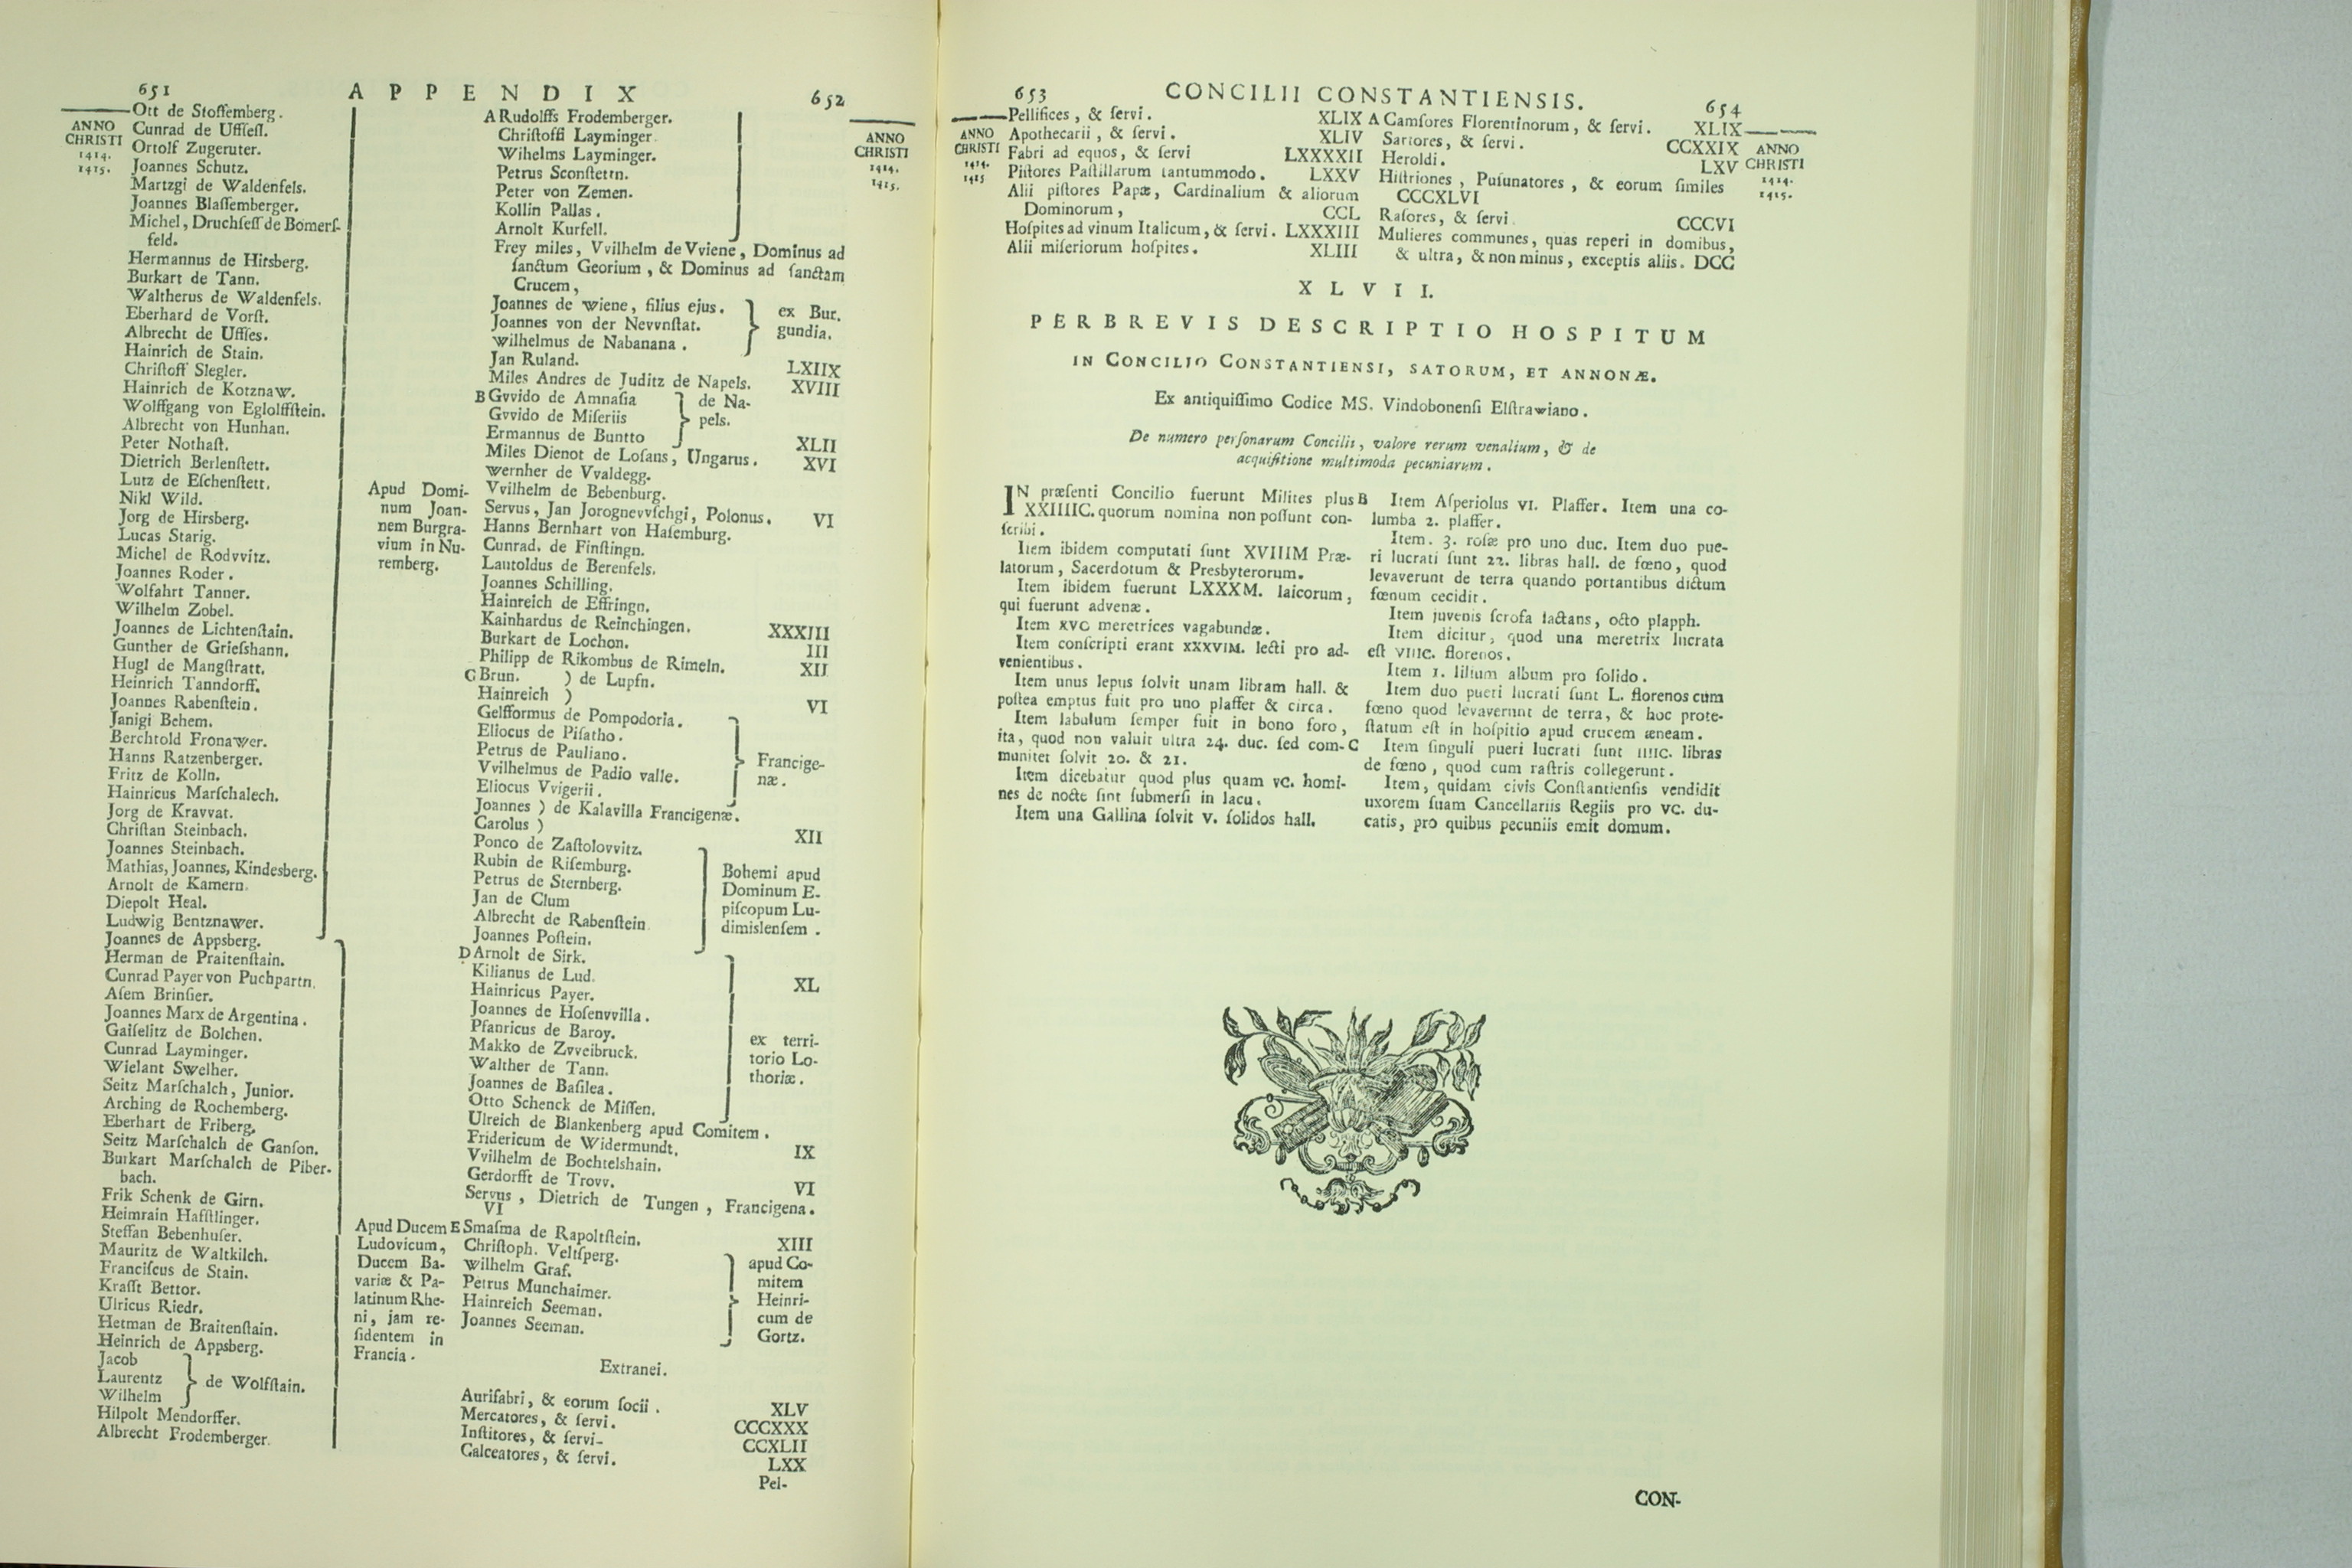 651
APPENDIX
652
ANNO
CHRISTI
1414.
1415.
Ott de Stoſſemberg.
Cunrad de Uffſeſl.
Ortolf Zugeruter.
Joannes Schutz.
Martzgi de Waldenfels.
Joannes Blaſſemberger.
Michel, Druchſeſſ de Bomerſ-
feld.
Hermannus de Hirsberg.
Burkart de Tann.
Waltherus de Waldenfels.
Eberhard de Vorſt.
Albrecht de Uffſes.
Hainrich de Stain.
Chriſtoff Slegler.
Hainrich de Kotznaw.
Wolffgang von Eglolffſtein.
Albrecht von Hunhan.
Peter Nothaft.
Dietrich Berlenſtett.
Lutz de Eſchenſtett.
Nikl Wild.
Jorg de Hirsberg.
Lucas Starig.
Michel de Rodvvitz.
Joannes Roder.
Wolfahrt Tanner.
Wilhelm Zobel.
Joannes de Lichtenſtain.
Gunther de Grieſshann.
Hugl de Mangſtratt.
Heinrich Tanndorff.
Joannes Rabenſtein.
Janigi Behem.
Berchtold Fronawer.
Hanns Ratzenberger.
Fritz de Kolln.
Hainricus Marſchalech.
Jorg de Kravvat.
Chriſtan Steinbach.
Joannes Steinbach.
Mathias, Joannes, Kindesberg.
Arnolt de Kamern.
Diepolt Heal.
Ludwig Bentznawer.
Joannes de Appsberg.
Herman de Praitenſtain.
Cunrad Payer von Puchpartn.
Aſem Brinſier.
Joannes Marx de Argentina.
Gaiſelitz de Bolchen.
Cunrad Layminger.
Wielant Swelher.
Seitz Marſchalch, Junior.
Arching de Rochemberg.
Eberhart de Friberg.
Seitz Marſchalch de Ganſon.
Burkart Marſchalch de Piber-
bach.
Frik Schenk de Girn.
Heimrain Haſſtlinger.
Steffan Bebenhuſer.
Mauritz de Waltkilch.
Franciſcus de Stain.
Krafft Bettor.
Ulricus Riedr.
Herman de Braitenſtain.
Heinrich de Appsberg.
Jacob
Laurentz
Wilhelm
de Wolfſtain.
Hilpolt Mendorffer.
Albrecht Frodemberger.
Apud Domi-
num Joan-
nem Burgra-
vium in Nu-
remberg.
Apud Ducem
Ludovicum,
Ducem Ba-
variæ & Pa-
latinum Rhe-
ni, jam re-
ſidentem in
Francia.
A Rudolffs Frodemberger.
Chriſtoffi Layminger.
Wihelms Layminger.
Petrus Sconſtettn.
Peter von Zemen.
Kollin Pallas.
Arnolt Kurfell.
Frey miles, Vvilhelm de Vviene, Dominus ad
ſanctum Georium, & Dominus ad ſanctam
Crucem,
Joannes de wiene, filius ejus.
Joannes von der Nevvnſtat.
wilhelmus de Nabanana.
ex Bur.
gundia.
Jan Ruland. LXIIX
Miles Andres de Juditz de Napels. XVIII
B Gvvido de Amnaſia
Gvvido de Miſeriis
Ermannus de Buntto
de Na-
pels.
XLII
Miles Dienot de Loſans, Ungarus. XVI
wernher de Vvaldegg.
Vvilhelm de Bebenburg.
Servus, Jan Jorognevvſchgi, Polonus. VI
Hanns Bernhart von Haſemburg.
Cunrad. de Finſtingn.
Lautoldus de Berenfels.
Joannes Schilling.
Hainreich de Effringn.
Kainhardus de Reinchingen. XXXIII
Burkart de Lochon. III
Philipp de Rikombus de Rimeln. XII
C Brun. ) de Lupfn.
Hainreich ) VI
Gelfformus de Pompodoria.
Eliocus de Piſatho.
Petrus de Pauliano.
Vvilhelmus de Padio valle.
Eliocus Vvigerii.
Francige-
næ.
Joannes ) de Kalavilla Francigenæ.
Carolus ) XII
Ponco de Zaſtolovvitz.
Rubin de Riſemburg.
Petrus de Sternberg.
Jan de Clum
Albrecht de Rabenſtein.
Joannes Poſtein.
Bohemi apud
Dominum E-
piſcopum Lu-
dimislenſem.
D Arnolt de Sirk.
Kilianus de Lud.
Hainricus Payer.
Joannes de Hoſenvvilla.
Pfanricus de Baroy.
Makko de Zvveibruck.
Walther de Tann.
Joannes de Baſilea.
Otto Schenck de Miſſen.
XL
ex terri-
torio Lo-
thoriæ.
Ulreich de Blankenberg apud Comitem.
Fridericum de Widermundt. IX
Vvilhelm de Bochtelshain.
Gerdorfft de Trovv. VI
Servus, Dietrich de Tungen, Francigena.
VI
E Smaſma de Rapoltſtein. XIII
Chriſtoph. Veltſperg.
Wilhelm Graf.
Petrus Munchaimer.
Hainreich Seeman.
Joannes Seeman.
apud Co-
mitem
Heinri-
cum de
Gortz.
Extranei.
Aurifabri, & eorum ſocii. XLV
Mercatores, & ſervi. CCCXXX
Inſtitores, & ſervi- CCXLII
Calceatores, & ſervi. LXX
Pel-
ANNO
CHRISTI
1414.
1415.
653
CONCILII CONSTANTIENSIS.
654
ANNO
CHRISTI
1414.
1415
Pellifices, & ſervi. XLIX
Apothecarii, & ſervi. XLIV
Fabri ad equos, & ſervi LXXXXII
Piſtores Paſtillarum tantummodo. LXXV
Alii piſtores Papæ, Cardinalium & aliorum
Dominorum, CCL
Hoſpites ad vinum Italicum, & ſervi. LXXXIII
Alii miſeriorum hoſpites. XLIII
A Camſores Florentinorum, & ſervi. XLIX
Sartores, & ſervi. CCXXIX
Heroldi. LXV
Hiſtriones, Puſunatores, & eorum ſimiles
CCCXLVI
Raſores, & ſervi. CCCVI
Mulieres communes, quas reperi in domibus,
& ultra, & non minus, exceptis aliis. DCC
ANNO
CHRISTI
1414.
1415.
XLVII.
PERBREVIS DESCRIPTIO HOSPITUM
IN CONCILIO CONSTANTIENSI, SATORUM, ET ANNONÆ.
Ex antiquiſſimo Codice MS. Vindobonenſi Elſtrawiano.
De numero perſonarum Concilii, valore rerum venalium, & de
acquiſitione multimoda pecuniarum.
IN præſenti Concilio fuerunt Milites plus
XXIIIIC. quorum nomina non poſſunt con-
ſcribi.
Item ibidem computati ſunt XVIIIM Præ-
latorum, Sacerdotum & Presbyterorum.
Item ibidem fuerunt LXXXM. laicorum,
qui fuerunt advenæ.
Item XVC meretrices vagabundæ.
Item conſcripti erant XXXVIM. lecti pro ad-
venientibus.
Item unus lepus ſolvit unam libram hall. &
poſtea emptus fuit pro uno plaffer & circa.
Item labulum ſemper fuit in bono foro,
ita, quod non valuit ultra 24. duc. ſed com-
muniter ſolvit 20. & 21.
Item dicebatur quod plus quam VC. homi-
nes de nocte ſint ſubmerſi in lacu.
Item una Gallina ſolvit V. ſolidos hall.
B Item Aſperiolus VI. Plaffer. Item una co-
lumba 2. plaffer.
Item. 3. roſæ pro uno duc. Item duo pue-
ri lucrati ſunt 22. libras hall. de fœno, quod
levaverunt de terra quando portantibus dictum
fœnum cecidit.
Item juvenis ſcrofa lactans, octo plapph.
Item dicitur, quod una meretrix lucrata
eſt VIIIC. florenos.
Item 1. lilium album pro ſolido.
Item duo pueri lucrati ſunt L. florenos cum
fœno quod levaverunt de terra, & hoc prote-
ſtatum eſt in hoſpitio apud crucem æneam.
C Item ſinguli pueri lucrati ſunt IIIIC. libras
de fœno, quod cum raſtris collegerunt.
Item, quidam civis Conſtantienſis vendidit
uxorem ſuam Cancellariis Regiis pro VC. du-
catis, pro quibus pecuniis emit domum.
CON-